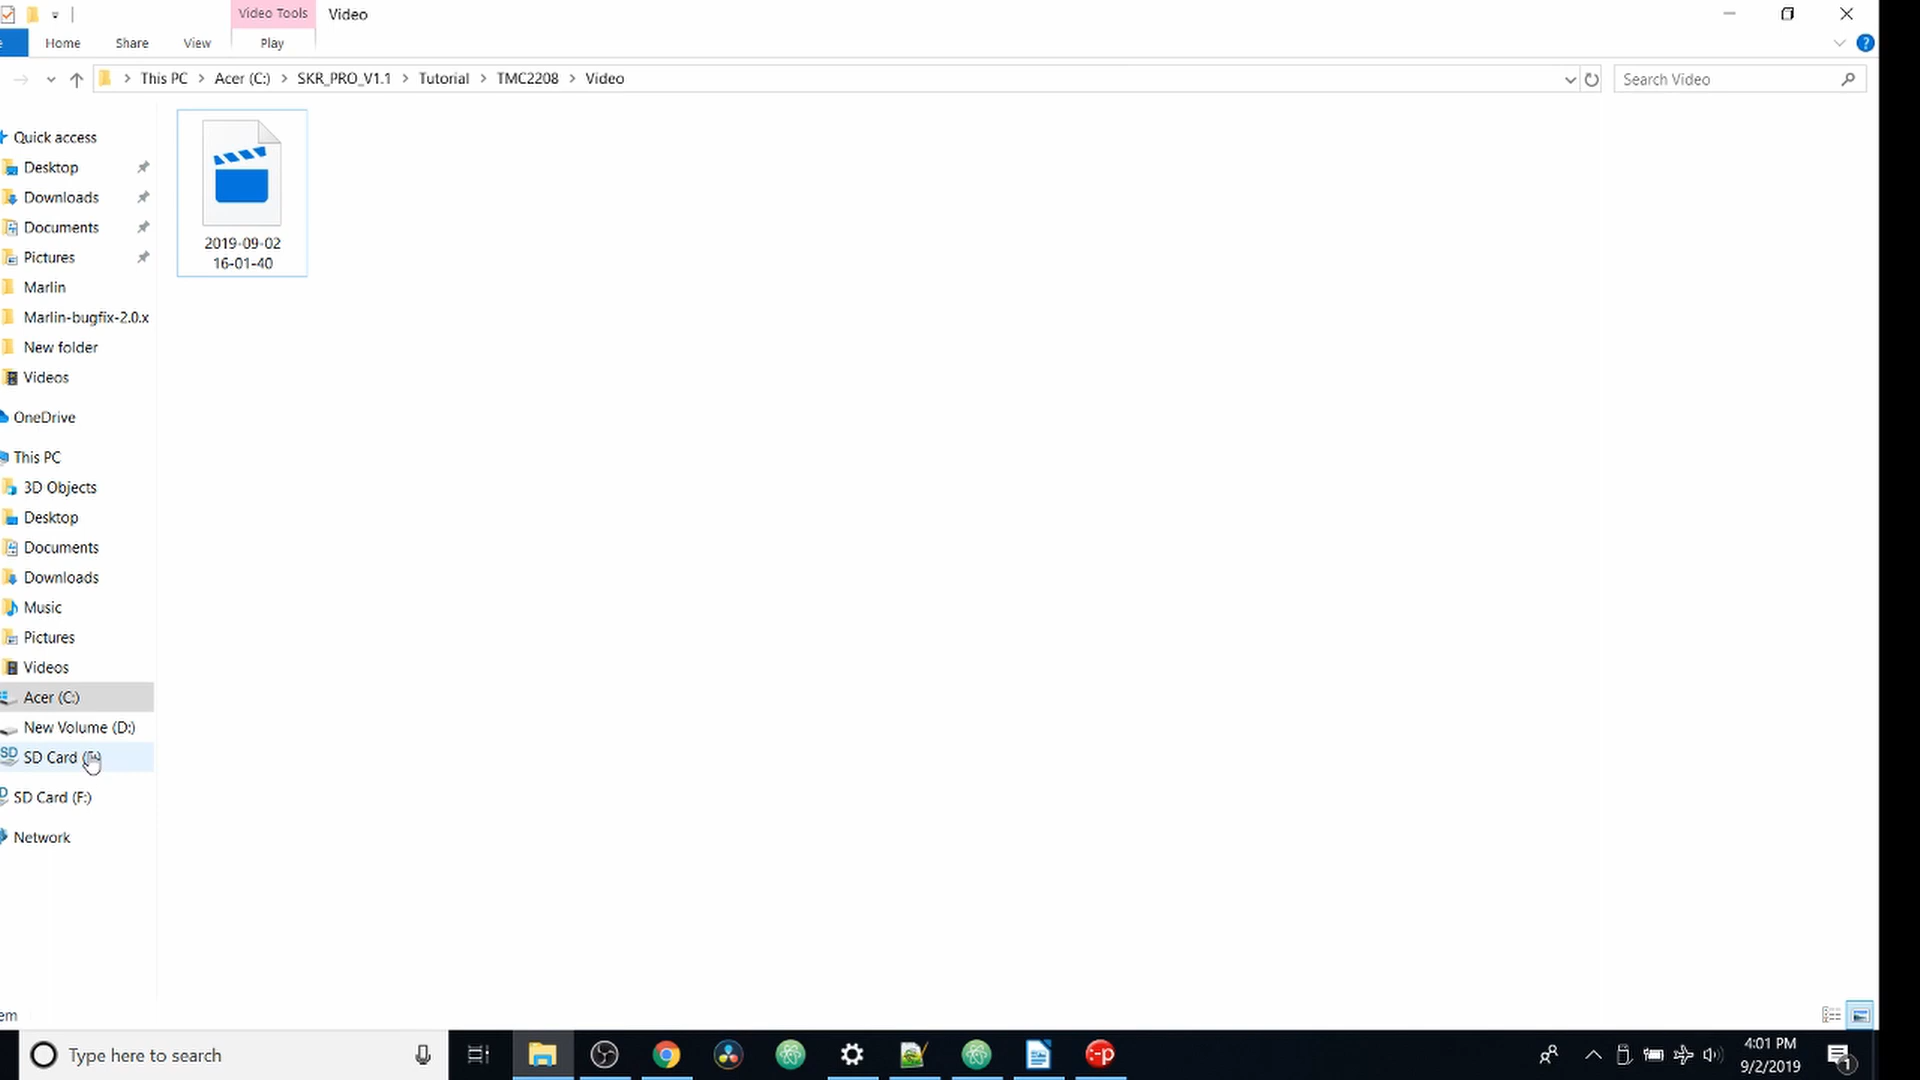 Video Tools Video
Home Share View Play
This PC Acer (C:) SKR_PRO_V1.1 Tutorial TMC2208 Video
Search Video
Quick access
Desktop
Downloads
Documents
Pictures
Marlin
Marlin-bugfix-2.0.x
New folder
Videos
OneDrive
This PC
3D Objects
Desktop
Documents
Downloads
Music
Pictures
Videos
Acer (C:)
New Volume (D:)
SD Card
SD Card (F:)
Network
2019-09-02
16-01-40
em
Type here to search
4:01 PM
9/2/2019
1